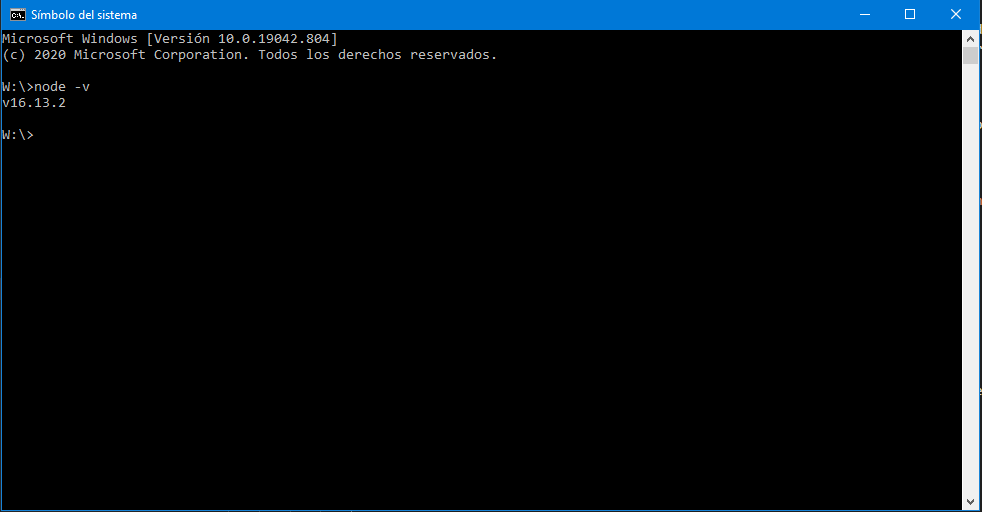 Símbolo del sistema
Microsoft Windows [Versión 10.0.19042.804]
(c) 2020 Microsoft Corporation. Todos los derechos reservados.
W:\>node -v
v16.13.2
W:\>